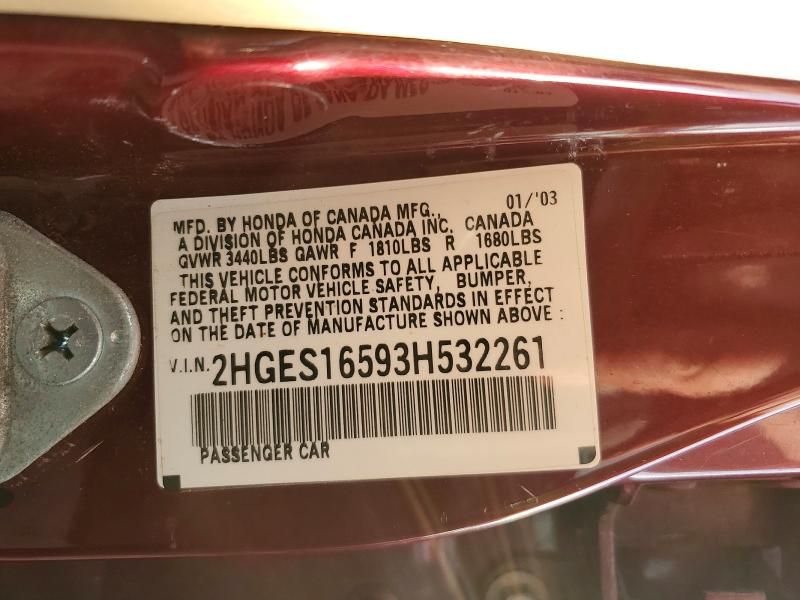 MFD. BY HONDA OF CANADA MFG., 01/'03
A DIVISION OF HONDA CANADA INC. CANADA
GVWR 3440LBS GAWR F 1810LBS R 1680LBS
THIS VEHICLE CONFORMS TO ALL APPLICABLE
FEDERAL MOTOR VEHICLE SAFETY, BUMPER,
AND THEFT PREVENTION STANDARDS IN EFFECT
ON THE DATE OF MANUFACTURE SHOWN ABOVE :
V.I.N. 2HGES16593H532261
PASSENGER CAR